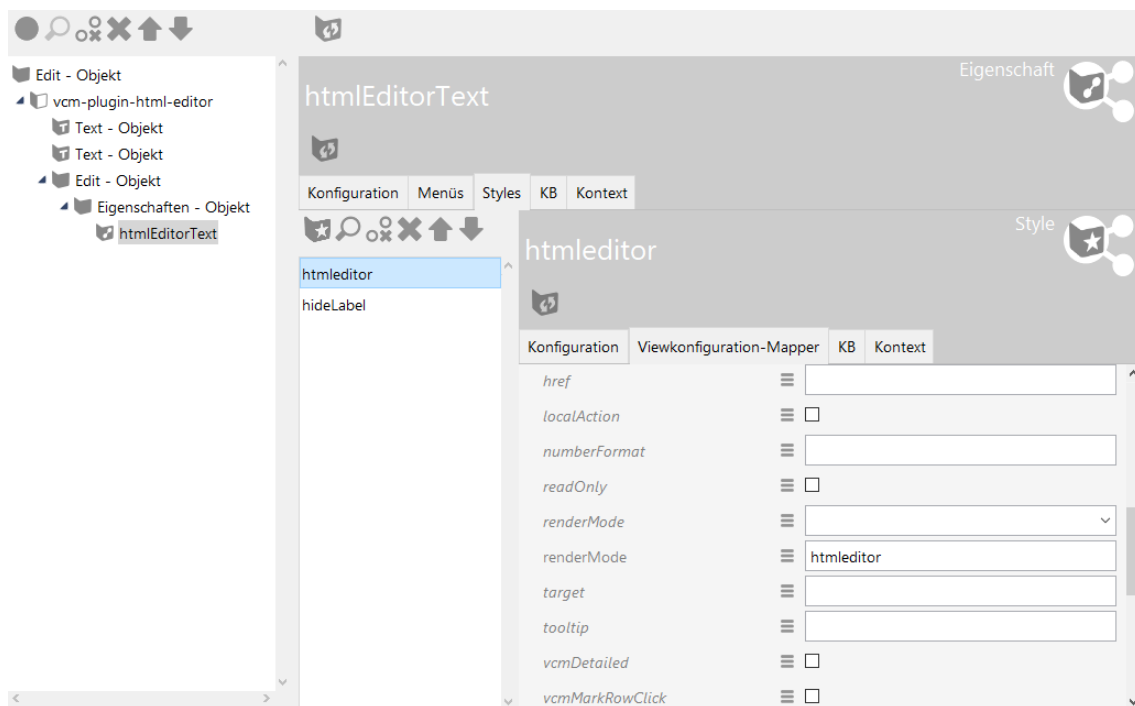 Edit - Objekt
vcm-plugin-html-editor
Text - Objekt
Text - Objekt
Edit - Objekt
Eigenschaften - Objekt
htmlEditorText
Eigenschaft
htmlEditorText
Konfiguration Menüs Styles KB Kontext
htmleditor
hideLabel
Style
htmleditor
Konfiguration Viewkonfiguration-Mapper KB Kontext
href
localAction
numberFormat
readOnly
renderMode
renderMode htmleditor
target
tooltip
vcmDetailed
vcmMarkRowClick